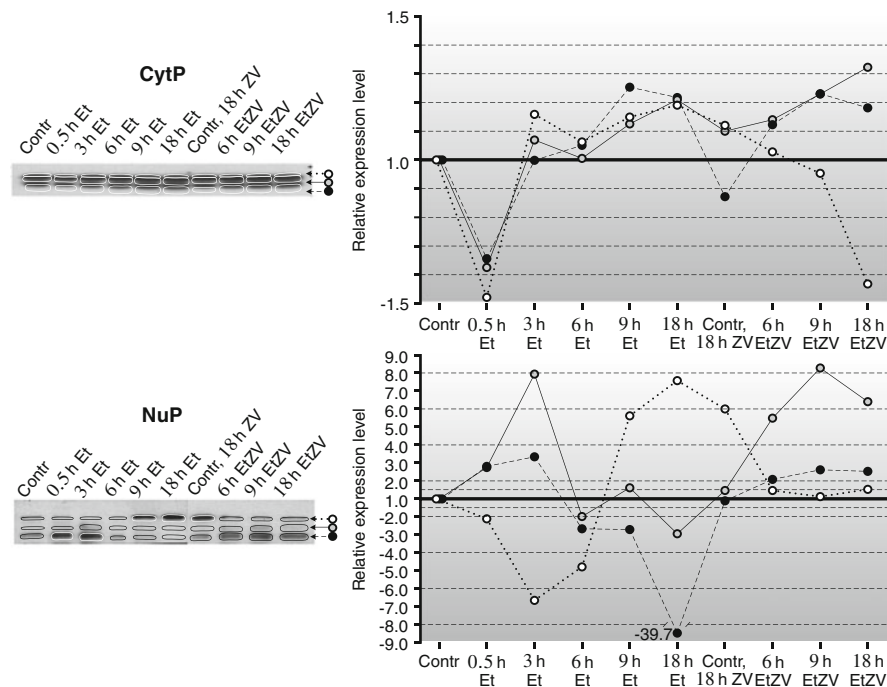 CytP
Contr
0.5 h Et
3 h Et
6 h Et
9 h Et
18 h Et
Contr, 18 h ZV
6 h EtZV
9 h EtZV
18 h EtZV
Relative expression level
1.5
1.0
-1.5
Contr
0.5 h Et
3 h Et
6 h Et
9 h Et
18 h Et
Contr, 18 h ZV
6 h EtZV
9 h EtZV
18 h EtZV
NuP
Contr
0.5 h Et
3 h Et
6 h Et
9 h Et
18 h Et
Contr, 18 h ZV
6 h EtZV
9 h EtZV
18 h EtZV
Relative expression level
9.0
8.0
7.0
6.0
5.0
4.0
3.0
2.0
1.0
-2.0
-3.0
-4.0
-5.0
-6.0
-7.0
-8.0
-9.0
-39.7
Contr
0.5 h Et
3 h Et
6 h Et
9 h Et
18 h Et
Contr, 18 h ZV
6 h EtZV
9 h EtZV
18 h EtZV